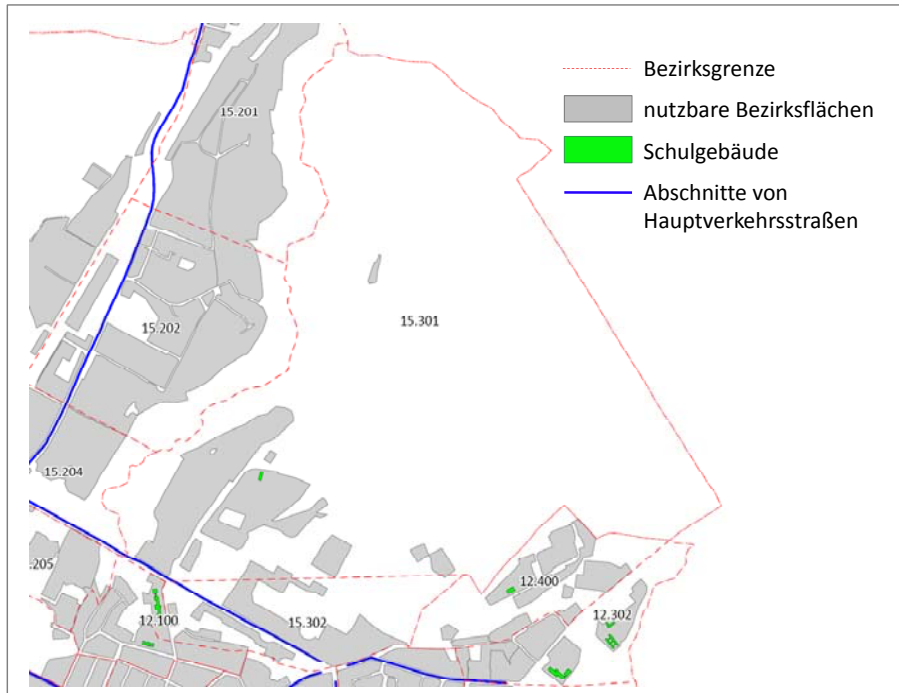 Bezirksgrenze
nutzbare Bezirksflächen
Schulgebäude
Abschnitte von
Hauptverkehrsstraßen
15.201
15.301
15.202
15.204
.205
12.400
12.100
15.302
12.302